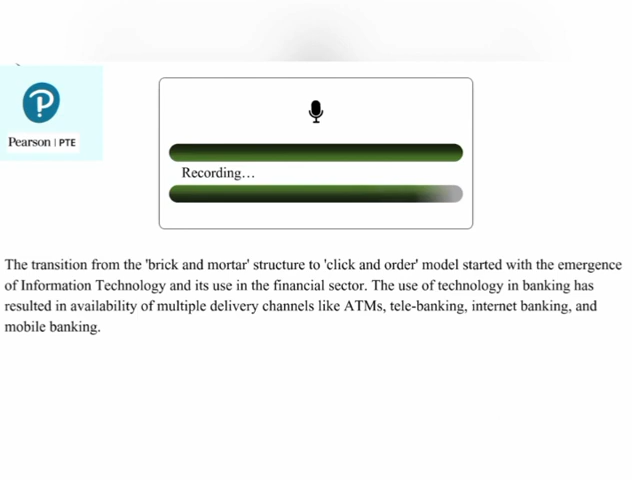 Pearson | PTE
Recording...
The transition from the 'brick and mortar' structure to 'click and order' model started with the emergence
of Information Technology and its use in the financial sector. The use of technology in banking has
resulted in availability of multiple delivery channels like ATMs, tele-banking, internet banking, and
mobile banking.